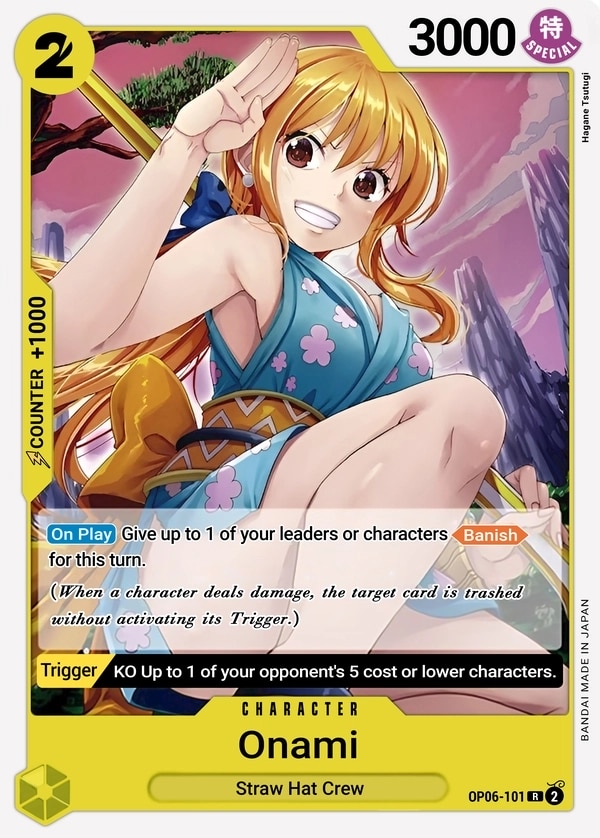 2
3000
特
SPECIAL
Hagane Tsutugi
COUNTER +1000
On Play Give up to 1 of your leaders or characters Banish
for this turn.
(When a character deals damage, the target card is trashed
without activating its Trigger.)
Trigger KO Up to 1 of your opponent's 5 cost or lower characters.
CHARACTER
Onami
Straw Hat Crew
OP06-101 R 2
BANDAI MADE IN JAPAN